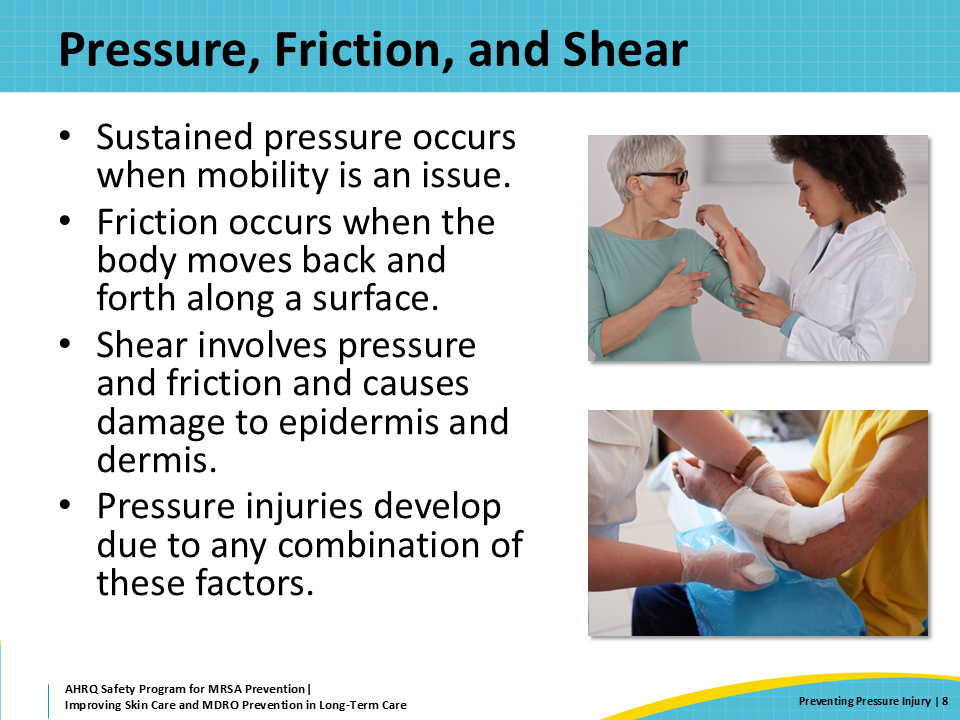 Pressure, Friction, and Shear
• Sustained pressure occurs
when mobility is an issue.
• Friction occurs when the
body moves back and
forth along a surface.
• Shear involves pressure
and friction and causes
damage to epidermis and
dermis.
• Pressure injuries develop
due to any combination of
these factors.
AHRQ Safety Program for MRSA Prevention|
Improving Skin Care and MDRO Prevention in Long-Term Care
Preventing Pressure Injury | 8